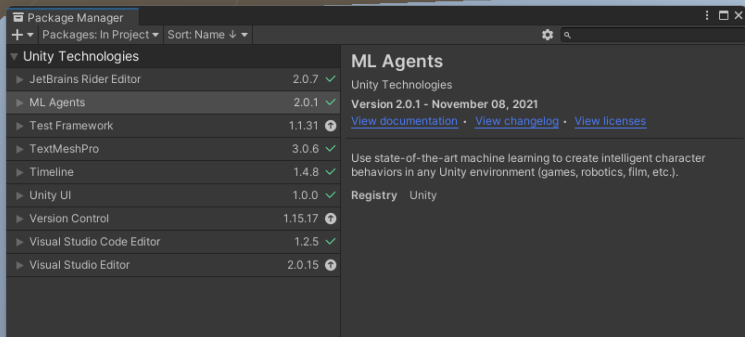 Package Manager
Packages: In Project
Sort: Name ↓
Unity Technologies
JetBrains Rider Editor 2.0.7
ML Agents 2.0.1
Test Framework 1.1.31
TextMeshPro 3.0.6
Timeline 1.4.8
Unity UI 1.0.0
Version Control 1.15.17
Visual Studio Code Editor 1.2.5
Visual Studio Editor 2.0.15
ML Agents
Unity Technologies
Version 2.0.1 - November 08, 2021
View documentation • View changelog • View licenses
Use state-of-the-art machine learning to create intelligent character
behaviors in any Unity environment (games, robotics, film, etc.).
Registry Unity